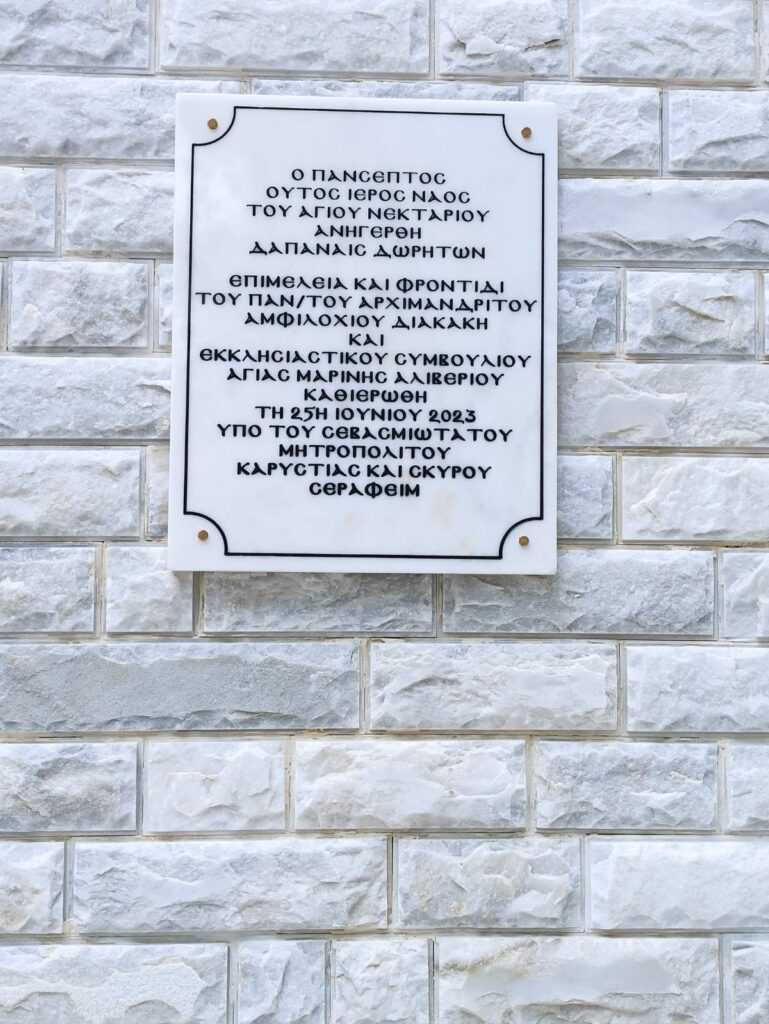 Ο ΠΑΝΣΕΠΤΟΣ
ΟΥΤΟΣ ΙΕΡΟΣ ΝΑΟΣ
ΤΟΥ ΑΓΙΟΥ ΝΕΚΤΑΡΙΟΥ
ΑΝΗΓΕΡΘΗ
ΔΑΠΑΝΑΙΣ ΔΩΡΗΤΩΝ
ΕΠΙΜΕΛΕΙΑ ΚΑΙ ΦΡΟΝΤΙΔΙ
ΤΟΥ ΠΑΝ/ΤΟΥ ΑΡΧΙΜΑΝΔΡΙΤΟΥ
ΑΜΦΙΛΟΧΙΟΥ ΔΙΑΚΑΚΗ
ΚΑΙ
ΕΚΚΛΗΣΙΑΣΤΙΚΟΥ ΣΥΜΒΟΥΛΙΟΥ
ΑΓΙΑΣ ΜΑΡΙΝΗΣ ΑΛΙΒΕΡΙΟΥ
ΚΑΘΙΕΡΩΘΗ
ΤΗ 25Η ΙΟΥΝΙΟΥ 2023
ΥΠΟ ΤΟΥ ΣΕΒΑΣΜΙΩΤΑΤΟΥ
ΜΗΤΡΟΠΟΛΙΤΟΥ
ΚΑΡΥΣΤΙΑΣ ΚΑΙ ΣΚΥΡΟΥ
ΣΕΡΑΦΕΙΜ